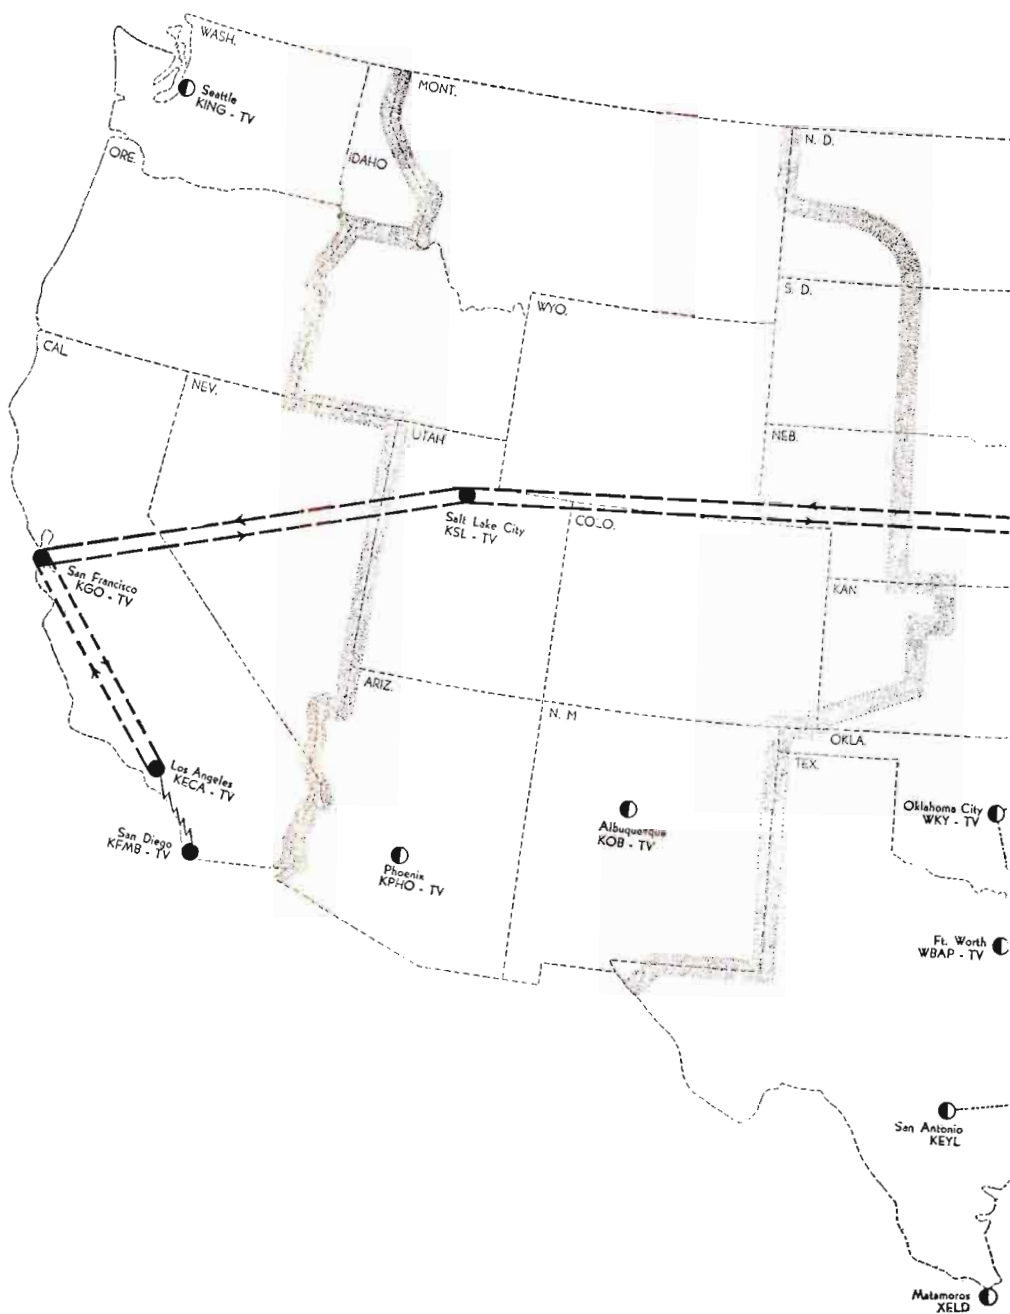 WASH.
Seattle
KING - TV
MONT.
N. D.
ORE.
IDAHO
S. D.
WYO.
CAL.
NEV.
UTAH
NEB.
Salt Lake City
KSL - TV
COLO.
San Francisco
KGO - TV
KAN
ARIZ.
N. M
OKLA.
TEX.
Los Angeles
KECA - TV
San Diego
KFMB - TV
Phoenix
KPHO - TV
Albuquerque
KOB - TV
Oklahoma City
WKY - TV
Ft. Worth
WBAP - TV
San Antonio
KEYL
Matamoros
XELD